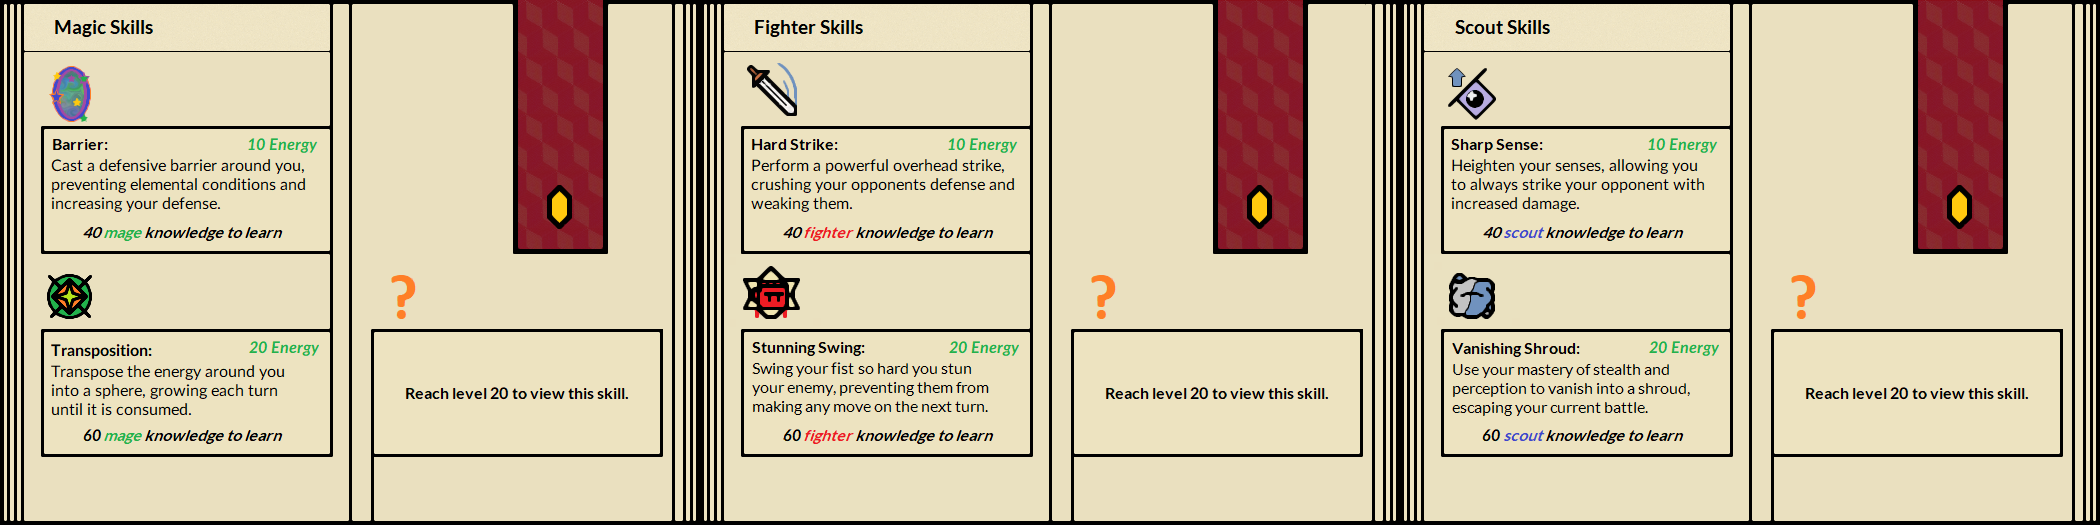 Magic Skills
Barrier:
10 Energy
Cast a defensive barrier around you,
preventing elemental conditions and
increasing your defense.
40 mage knowledge to learn
Transposition:
20 Energy
Transpose the energy around you
into a sphere, growing each turn
until it is consumed.
60 mage knowledge to learn
?
Reach level 20 to view this skill.
Fighter Skills
Hard Strike:
10 Energy
Perform a powerful overhead strike,
crushing your opponents defense and
weaking them.
40 fighter knowledge to learn
Stunning Swing:
20 Energy
Swing your fist so hard you stun
your enemy, preventing them from
making any move on the next turn.
60 fighter knowledge to learn
?
Reach level 20 to view this skill.
Scout Skills
Sharp Sense:
10 Energy
Heighten your senses, allowing you
to always strike your opponent with
increased damage.
40 scout knowledge to learn
Vanishing Shroud:
20 Energy
Use your mastery of stealth and
perception to vanish into a shroud,
escaping your current battle.
60 scout knowledge to learn
?
Reach level 20 to view this skill.